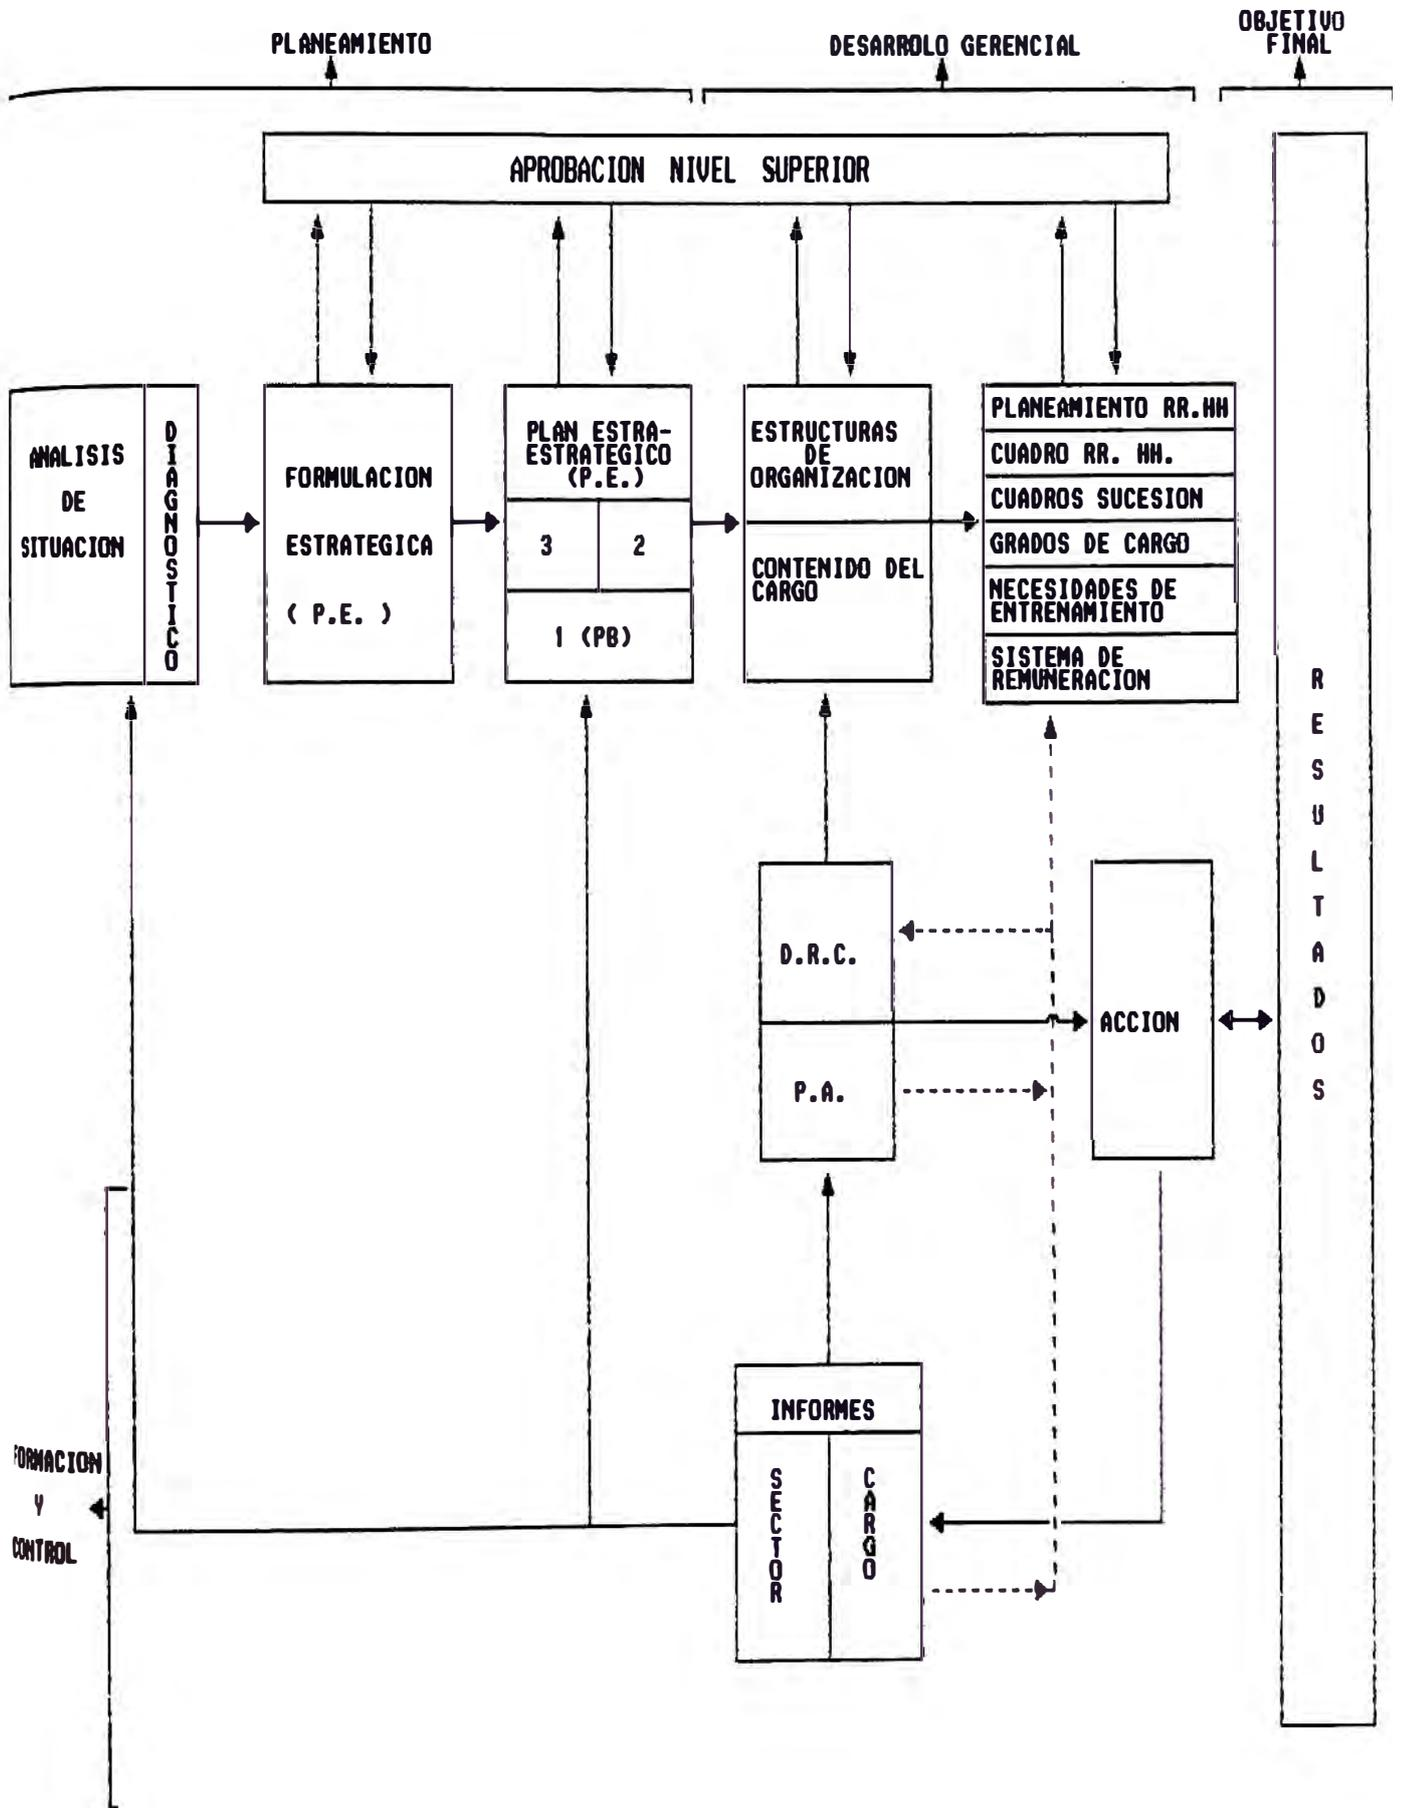 PLANEAMIENTO
DESARROLO GERENCIAL
OBJETIVO
FINAL
APROBACION NIVEL SUPERIOR
ANALISIS
DE
SITUACION
DIAGNOSTICO
FORMULACION
ESTRATEGICA
( P.E. )
PLAN ESTRA-
ESTRATEGICO
(P.E.)
3
2
1 (PB)
ESTRUCTURAS
DE
ORGANIZACION
CONTENIDO DEL
CARGO
PLANEAMIENTO RR.HH
CUADRO RR. HH.
CUADROS SUCESION
GRADOS DE CARGO
NECESIDADES DE
ENTRENAMIENTO
SISTEMA DE
REMUNERACION
RESULTADOS
D.R.C.
P.A.
ACCION
INFORMES
SECTOR
CARGO
FORMACION
Y
CONTROL